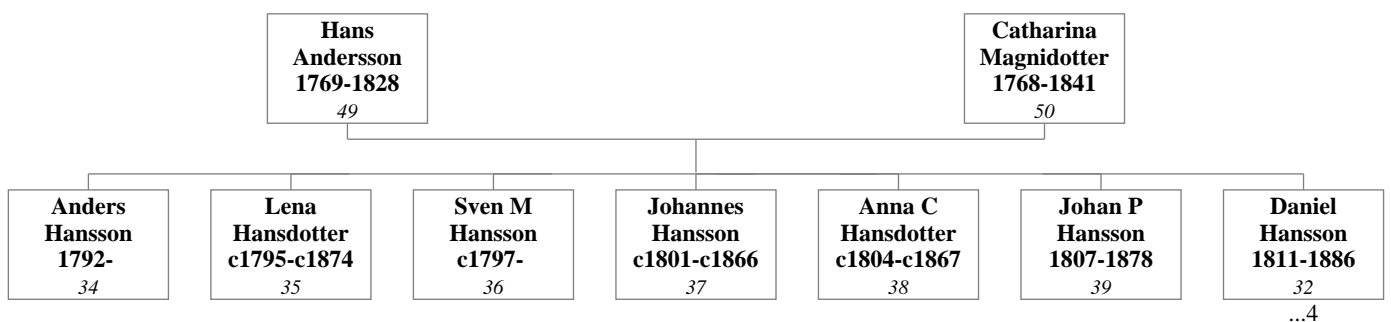 Hans
Andersson
1769-1828
49
Catharina
Magnidotter
1768-1841
50
Anders
Hansson
1792-
34
Lena
Hansdotter
c1795-c1874
35
Sven M
Hansson
c1797-
36
Johannes
Hansson
c1801-c1866
37
Anna C
Hansdotter
c1804-c1867
38
Johan P
Hansson
1807-1878
39
Daniel
Hansson
1811-1886
32
...4